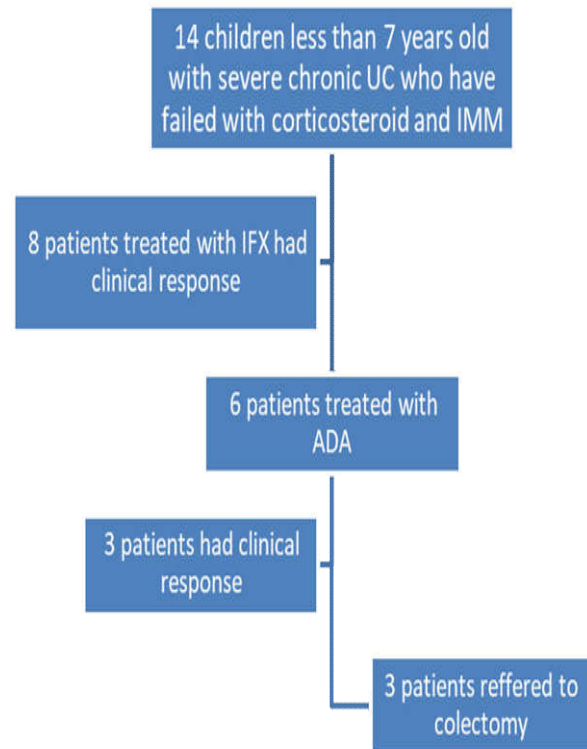 14 children less than 7 years old
with severe chronic UC who have
failed with corticosteroid and IMM
8 patients treated with IFX had
clinical response
6 patients treated with
ADA
3 patients had clinical
response
3 patients reffered to
colectomy